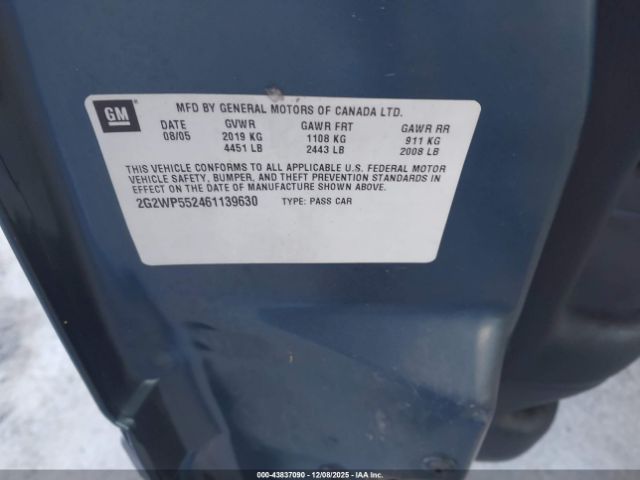 GM
MFD BY GENERAL MOTORS OF CANADA LTD.
DATE GVWR GAWR FRT GAWR RR
08/05 2019 KG 1108 KG 911 KG
4451 LB 2443 LB 2008 LB
THIS VEHICLE CONFORMS TO ALL APPLICABLE U.S. FEDERAL MOTOR
VEHICLE SAFETY, BUMPER, AND THEFT PREVENTION STANDARDS IN
EFFECT ON THE DATE OF MANUFACTURE SHOWN ABOVE.
2G2WP552461139630 TYPE: PASS CAR
000-43837090 - 12/08/2025 - COPART.CA